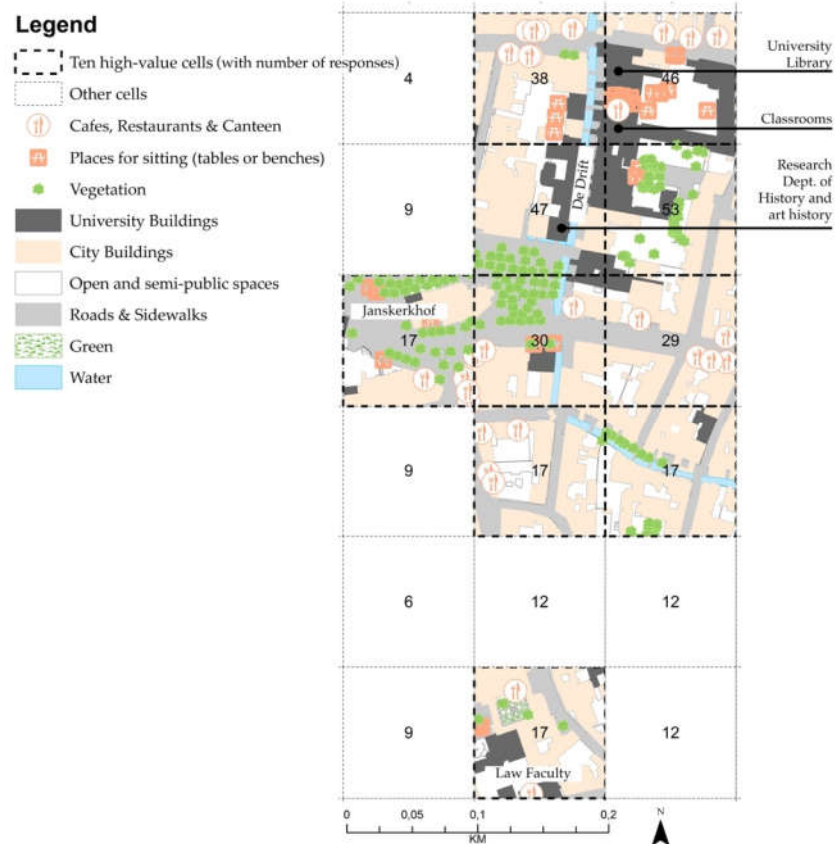 Legend
Ten high-value cells (with number of responses)
Other cells
Cafes, Restaurants & Canteen
Places for sitting (tables or benches)
Vegetation
University Buildings
City Buildings
Open and semi-public spaces
Roads & Sidewalks
Green
Water
4
38
46
University
Library
Classrooms
Research
Dept. of
History and
art history
De Drift
9
47
53
Janskerkhof
17
30
29
9
17
17
6
12
12
9
17
12
Law Faculty
0
0,05
0,1
0,2
KM
N